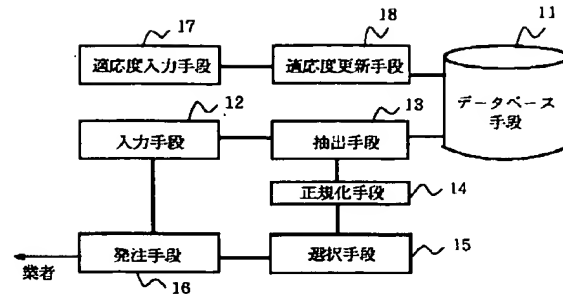 17
18
11
適応度入力手段
適応度更新手段
データベース
手段
12
13
入力手段
抽出手段
正規化手段
14
発注手段
選択手段
15
業者
16